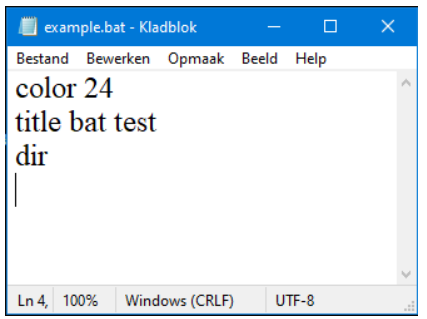 example.bat - Kladblok
Bestand Bewerken Opmaak Beeld Help
color 24
title bat test
dir
Ln 4, 100% Windows (CRLF) UTF-8